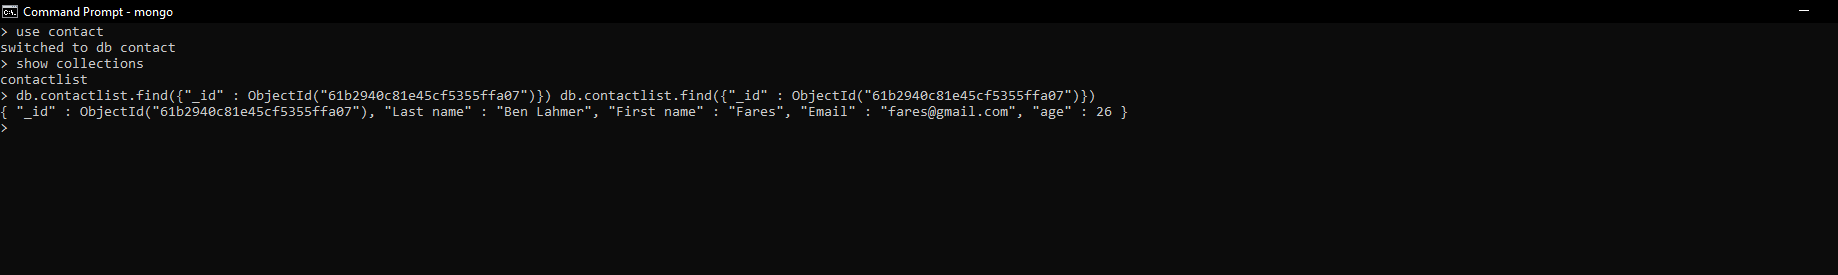 Command Prompt - mongo
> use contact
switched to db contact
> show collections
contactlist
> db.contactlist.find({"_id" : ObjectId("61b2940c81e45cf5355ffa07")}) db.contactlist.find({"_id" : ObjectId("61b2940c81e45cf5355ffa07")})
{ "_id" : ObjectId("61b2940c81e45cf5355ffa07"), "Last name" : "Ben Lahmer", "First name" : "Fares", "Email" : "fares@gmail.com", "age" : 26 }
>